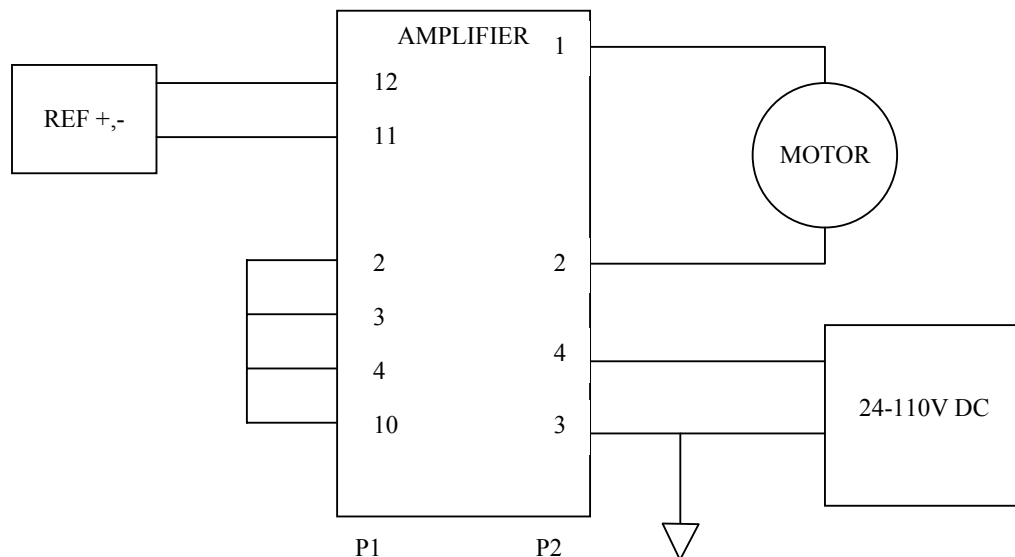 AMPLIFIER
1
12
REF +,-
11
MOTOR
2
2
3
4
4
24-110V DC
10
3
P1
P2